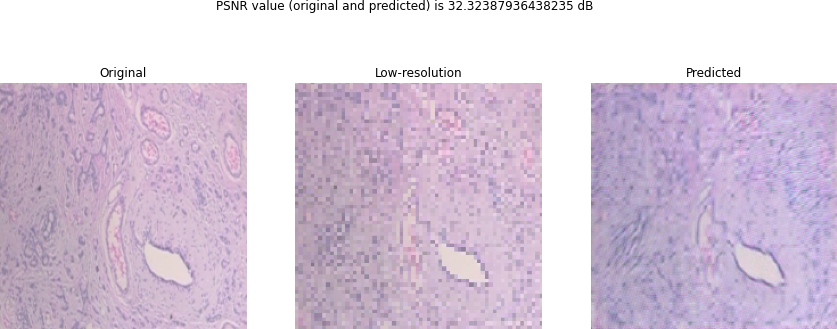 PSNR value (original and predicted) is 32.32387936438235 dB
Original
Low-resolution
Predicted